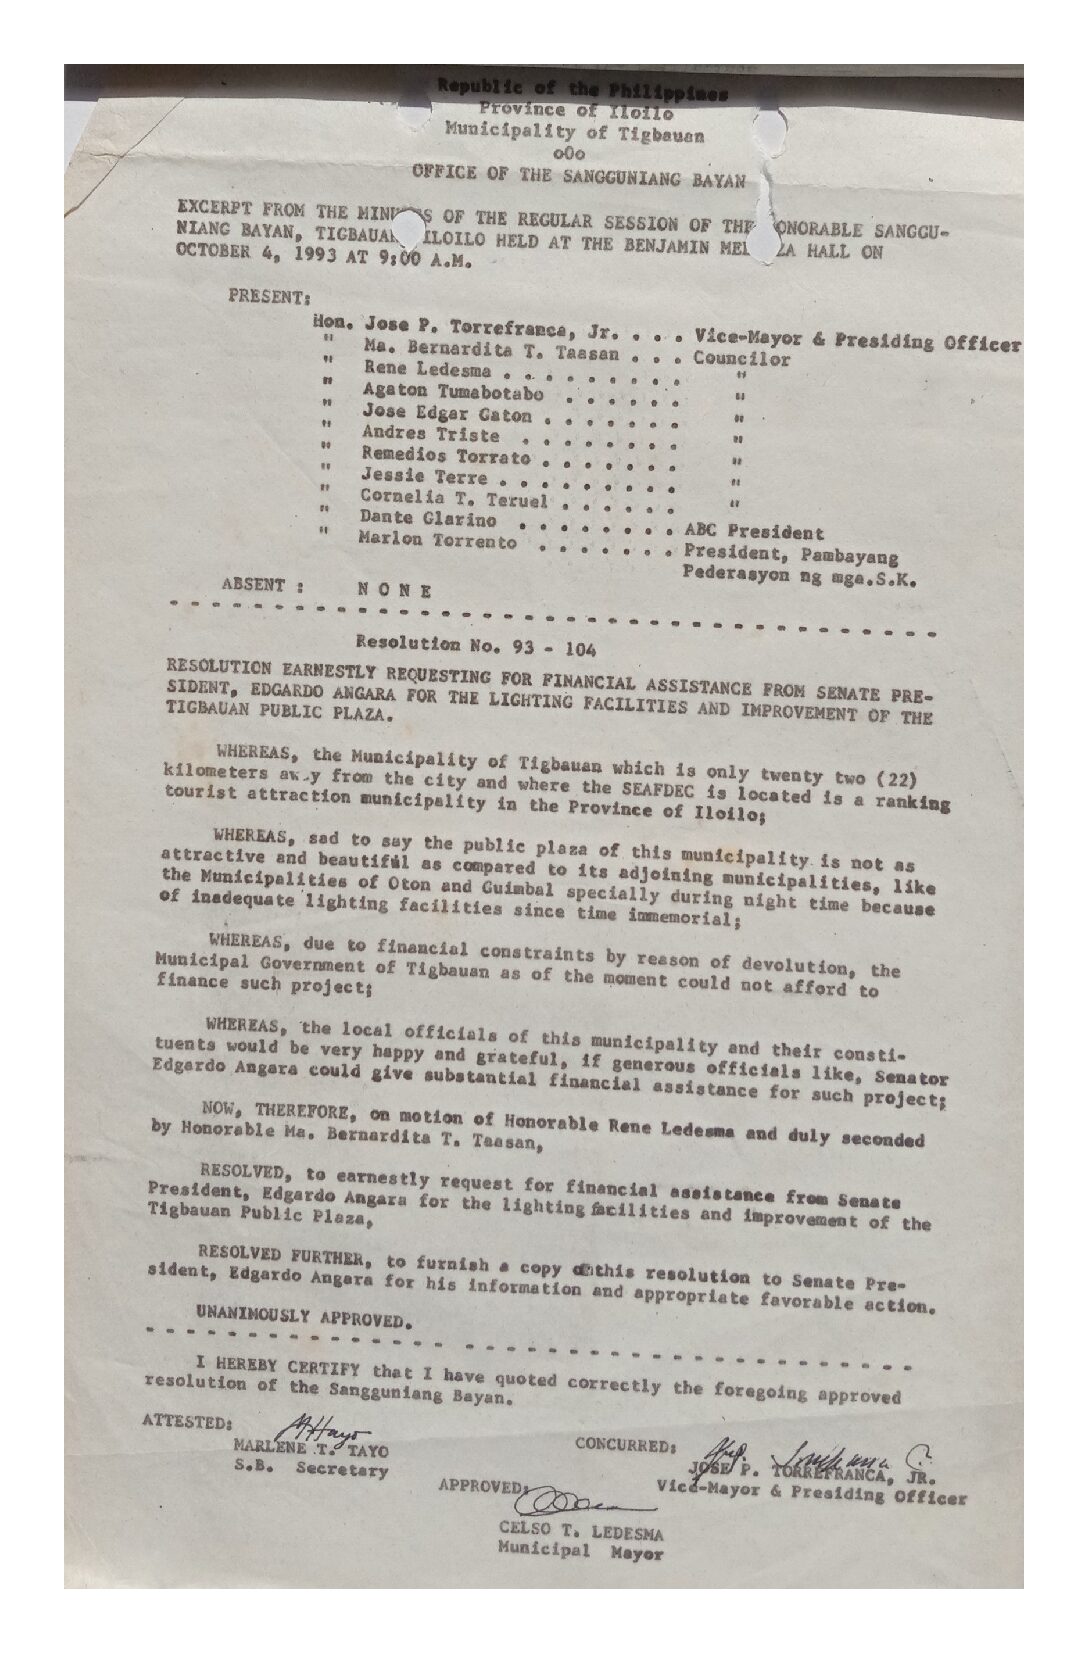 Republic of the Philippines
Province of Iloilo
Municipality of Tigbauan
oOo
OFFICE OF THE SANGGUNIANG BAYAN
EXCERPT FROM THE MINU S OF THE REGULAR SESSION OF THE ONORABLE SANGGU-
NIANG BAYAN, TIGBAUAN ILOILO HELD AT THE BENJAMIN MEL ZA HALL ON
OCTOBER 4, 1993 AT 9:00 A.M.
PRESENT:
Hon. Jose P. Torrefranca, Jr. . . . Vice-Mayor & Presiding Officer
" Ma. Bernardita T. Taasan . . . Councilor
" Rene Ledesma . . . . . . . . . "
" Agaton Tumabotabo . . . . . . "
" Jose Edgar Gaton . . . . . . . "
" Andres Triste . . . . . . . . "
" Remedios Torrato . . . . . . . "
" Jessie Terre . . . . . . . . . "
" Cornelia T. Teruel . . . . . . "
" Dante Glarino . . . . . . . . ABC President
" Marlon Torrento . . . . . . . President, Pambayang
Pederasyon ng mga.S.K.
ABSENT : N O N E
- - - - - - - - - - - - - - - - - - - - - - - - - - - - - - - - - - - - - -
Resolution No. 93 - 104
RESOLUTION EARNESTLY REQUESTING FOR FINANCIAL ASSISTANCE FROM SENATE PRE-
SIDENT, EDGARDO ANGARA FOR THE LIGHTING FACILITIES AND IMPROVEMENT OF THE
TIGBAUAN PUBLIC PLAZA.
WHEREAS, the Municipality of Tigbauan which is only twenty two (22)
kilometers away from the city and where the SEAFDEC is located is a ranking
tourist attraction municipality in the Province of Iloilo;
WHEREAS, sad to say the public plaza of this municipality is not as
attractive and beautiful as compared to its adjoining municipalities, like
the Municipalities of Oton and Guimbal specially during night time because
of inadequate lighting facilities since time immemorial;
WHEREAS, due to financial constraints by reason of devolution, the
Municipal Government of Tigbauan as of the moment could not afford to
finance such project;
WHEREAS, the local officials of this municipality and their consti-
tuents would be very happy and grateful, if generous officials like, Senator
Edgardo Angara could give substantial financial assistance for such project;
NOW, THEREFORE, on motion of Honorable Rene Ledesma and duly seconded
by Honorable Ma. Bernardita T. Taasan,
RESOLVED, to earnestly request for financial assistance from Senate
President, Edgardo Angara for the lighting facilities and improvement of the
Tigbauan Public Plaza,
RESOLVED FURTHER, to furnish a copy of this resolution to Senate Pre-
sident, Edgardo Angara for his information and appropriate favorable action.
UNANIMOUSLY APPROVED.
- - - - - - - - - - - - - - - - - - - - - - - - - - - - - - - - - - - - - -
I HEREBY CERTIFY that I have quoted correctly the foregoing approved
resolution of the Sangguniang Bayan.
ATTESTED:
MARLENE T. TAYO
S.B. Secretary
CONCURRED:
JOSE P. TORREFRANCA, JR.
Vice-Mayor & Presiding Officer
APPROVED:
CELSO T. LEDESMA
Municipal Mayor